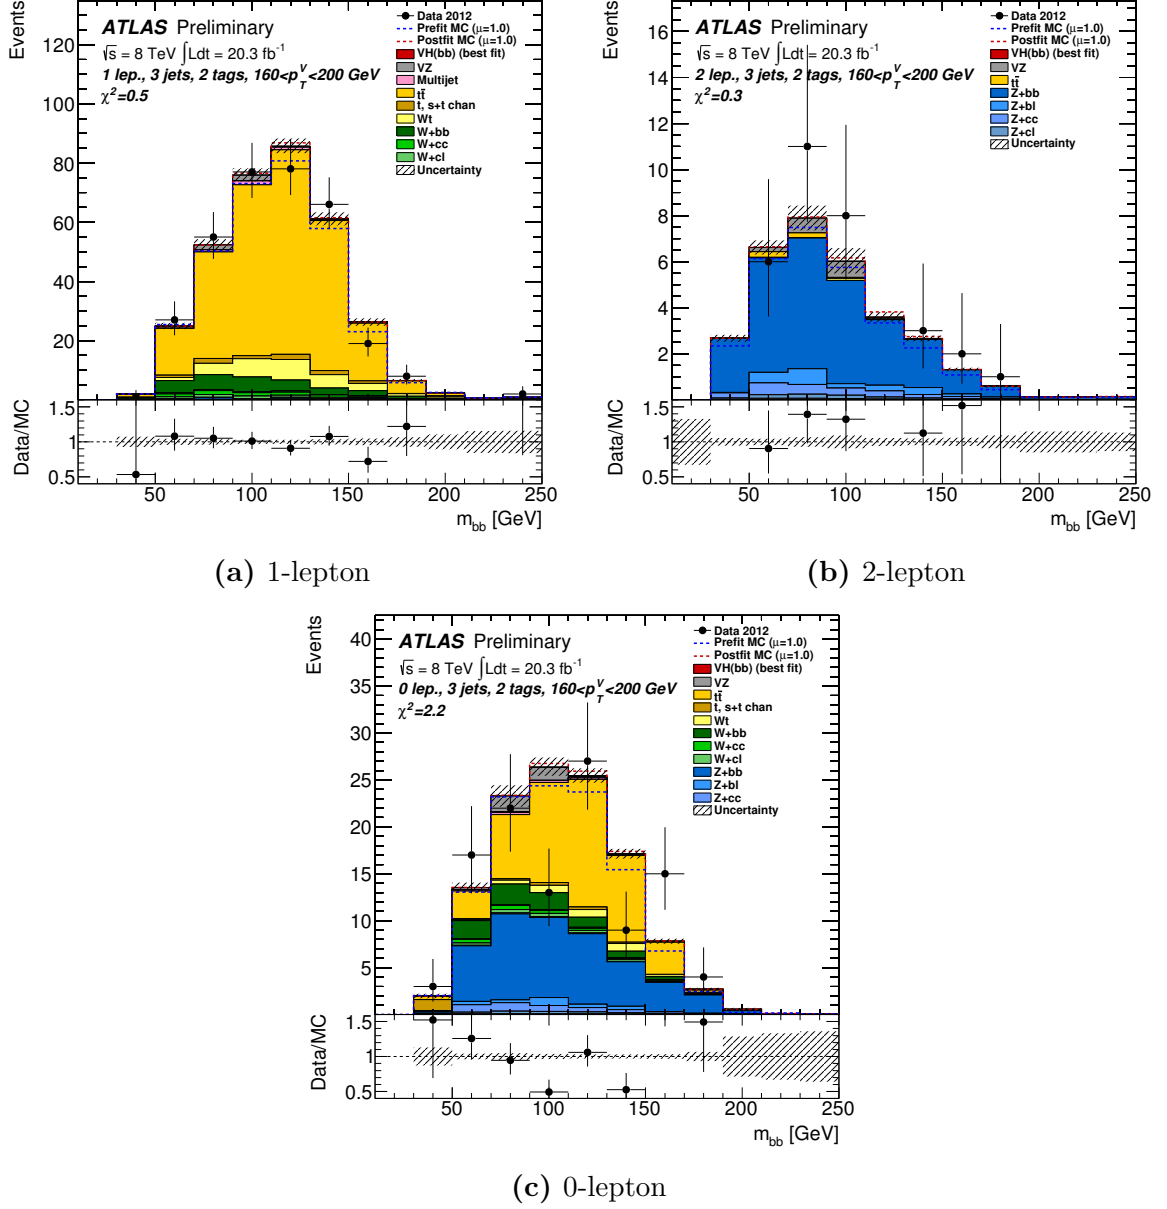 Events
120
100
80
60
40
20
ATLAS Preliminary
√s = 8 TeV ∫Ldt = 20.3 fb⁻¹
1 lep., 3 jets, 2 tags, 160<p_T^V<200 GeV
χ²=0.5
Data 2012
Prefit MC (μ=1.0)
Postfit MC (μ=1.0)
VH(bb) (best fit)
VZ
Multijet
tt̄
t, s+t chan
Wt
W+bb
W+cc
W+cl
Uncertainty
Data/MC
1.5
1
0.5
50 100 150 200 250
m_bb [GeV]
(a) 1-lepton
Events
16
14
12
10
8
6
4
2
ATLAS Preliminary
√s = 8 TeV ∫Ldt = 20.3 fb⁻¹
2 lep., 3 jets, 2 tags, 160<p_T^V<200 GeV
χ²=0.3
Data 2012
Prefit MC (μ=1.0)
Postfit MC (μ=1.0)
VH(bb) (best fit)
VZ
tt̄
Z+bb
Z+bl
Z+cc
Z+cl
Uncertainty
Data/MC
1.5
1
0.5
50 100 150 200 250
m_bb [GeV]
(b) 2-lepton
Events
40
35
30
25
20
15
10
5
ATLAS Preliminary
√s = 8 TeV ∫Ldt = 20.3 fb⁻¹
0 lep., 3 jets, 2 tags, 160<p_T^V<200 GeV
χ²=2.2
Data 2012
Prefit MC (μ=1.0)
Postfit MC (μ=1.0)
VH(bb) (best fit)
VZ
tt̄
t, s+t chan
Wt
W+bb
W+cc
W+cl
Z+bb
Z+bl
Z+cc
Uncertainty
Data/MC
1.5
1
0.5
50 100 150 200 250
m_bb [GeV]
(c) 0-lepton